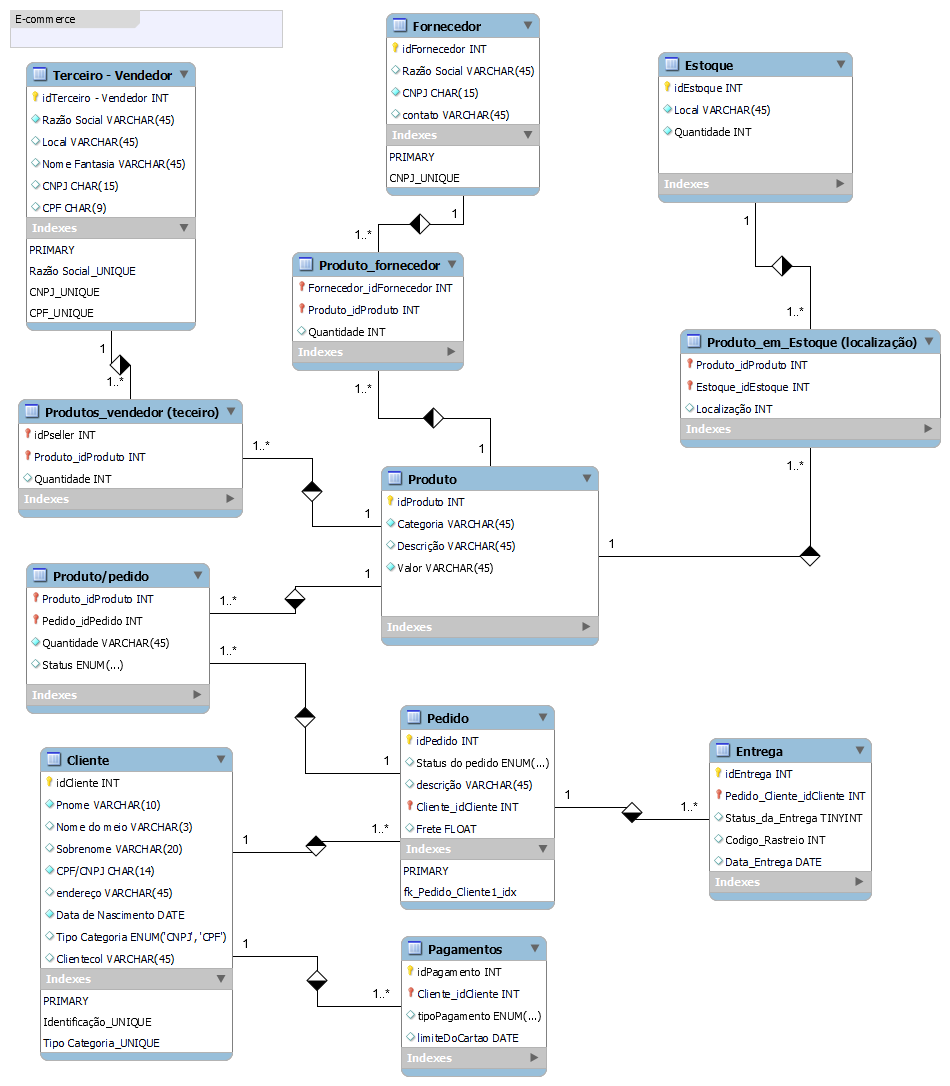 E-commerce
Fornecedor
idFornecedor INT
Razão Social VARCHAR(45)
CNPJ CHAR(15)
contato VARCHAR(45)
Indexes
PRIMARY
CNPJ_UNIQUE
Estoque
idEstoque INT
Local VARCHAR(45)
Quantidade INT
Indexes
Terceiro - Vendedor
idTerceiro - Vendedor INT
Razão Social VARCHAR(45)
Local VARCHAR(45)
Nome Fantasia VARCHAR(45)
CNPJ CHAR(15)
CPF CHAR(9)
Indexes
PRIMARY
Razão Social_UNIQUE
CNPJ_UNIQUE
CPF_UNIQUE
1
1..*
1
1..*
1
1..*
Produto_fornecedor
Fornecedor_idFornecedor INT
Produto_idProduto INT
Quantidade INT
Indexes
Produto_em_Estoque (localização)
Produto_idProduto INT
Estoque_idEstoque INT
Localização INT
Indexes
Produtos_vendedor (teceiro)
idPseller INT
Produto_idProduto INT
Quantidade INT
Indexes
1..*
1
1..*
1
1..*
1
Produto
idProduto INT
Categoria VARCHAR(45)
Descrição VARCHAR(45)
Valor VARCHAR(45)
Indexes
Produto/pedido
Produto_idProduto INT
Pedido_idPedido INT
Quantidade VARCHAR(45)
Status ENUM(...)
Indexes
1
1..*
1..*
1
Pedido
idPedido INT
Status do pedido ENUM(...)
descrição VARCHAR(45)
Cliente_idCliente INT
Frete FLOAT
Indexes
PRIMARY
fk_Pedido_Cliente1_idx
Entrega
idEntrega INT
Pedido_Cliente_idCliente INT
Status_da_Entrega TINYINT
Codigo_Rastreio INT
Data_Entrega DATE
Indexes
1
1..*
Cliente
idCliente INT
Pnome VARCHAR(10)
Nome do meio VARCHAR(3)
Sobrenome VARCHAR(20)
CPF/CNPJ CHAR(14)
endereço VARCHAR(45)
Data de Nascimento DATE
Tipo Categoria ENUM('CNPJ', 'CPF')
Clientecol VARCHAR(45)
Indexes
PRIMARY
Identificação_UNIQUE
Tipo Categoria_UNIQUE
1
1..*
1
1..*
Pagamentos
idPagamento INT
Cliente_idCliente INT
tipoPagamento ENUM(...)
limiteDoCartao DATE
Indexes